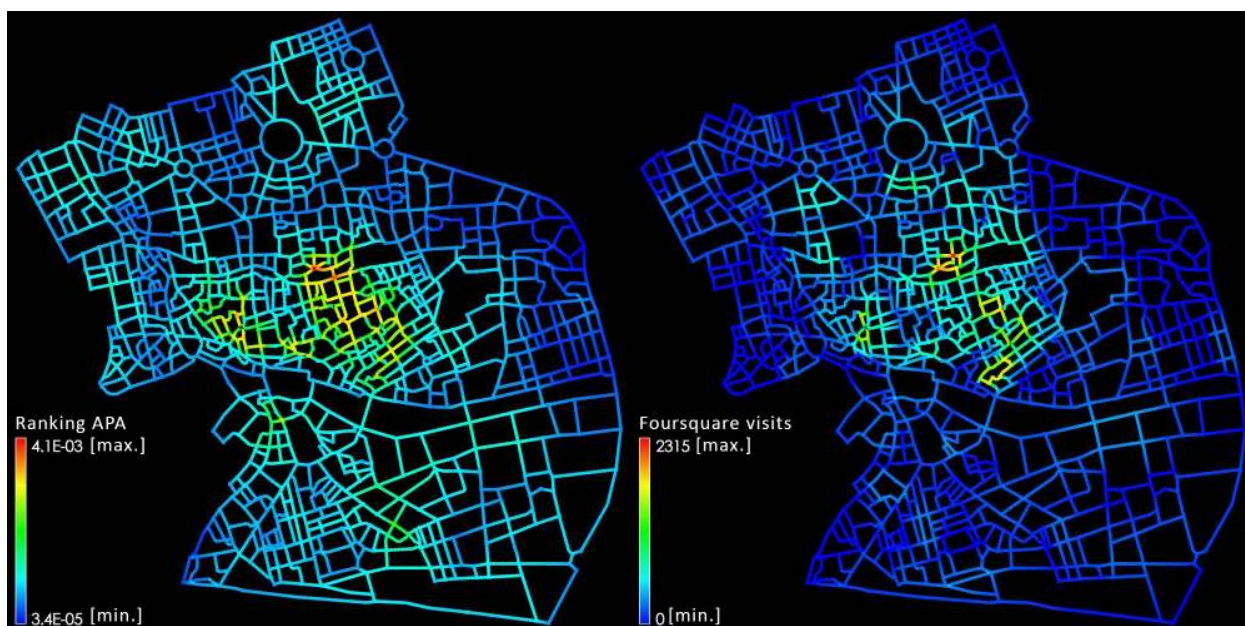 Ranking APA
4.1E-03 [max.]
3.4E-05 [min.]
Foursquare visits
2315 [max.]
0 [min.]